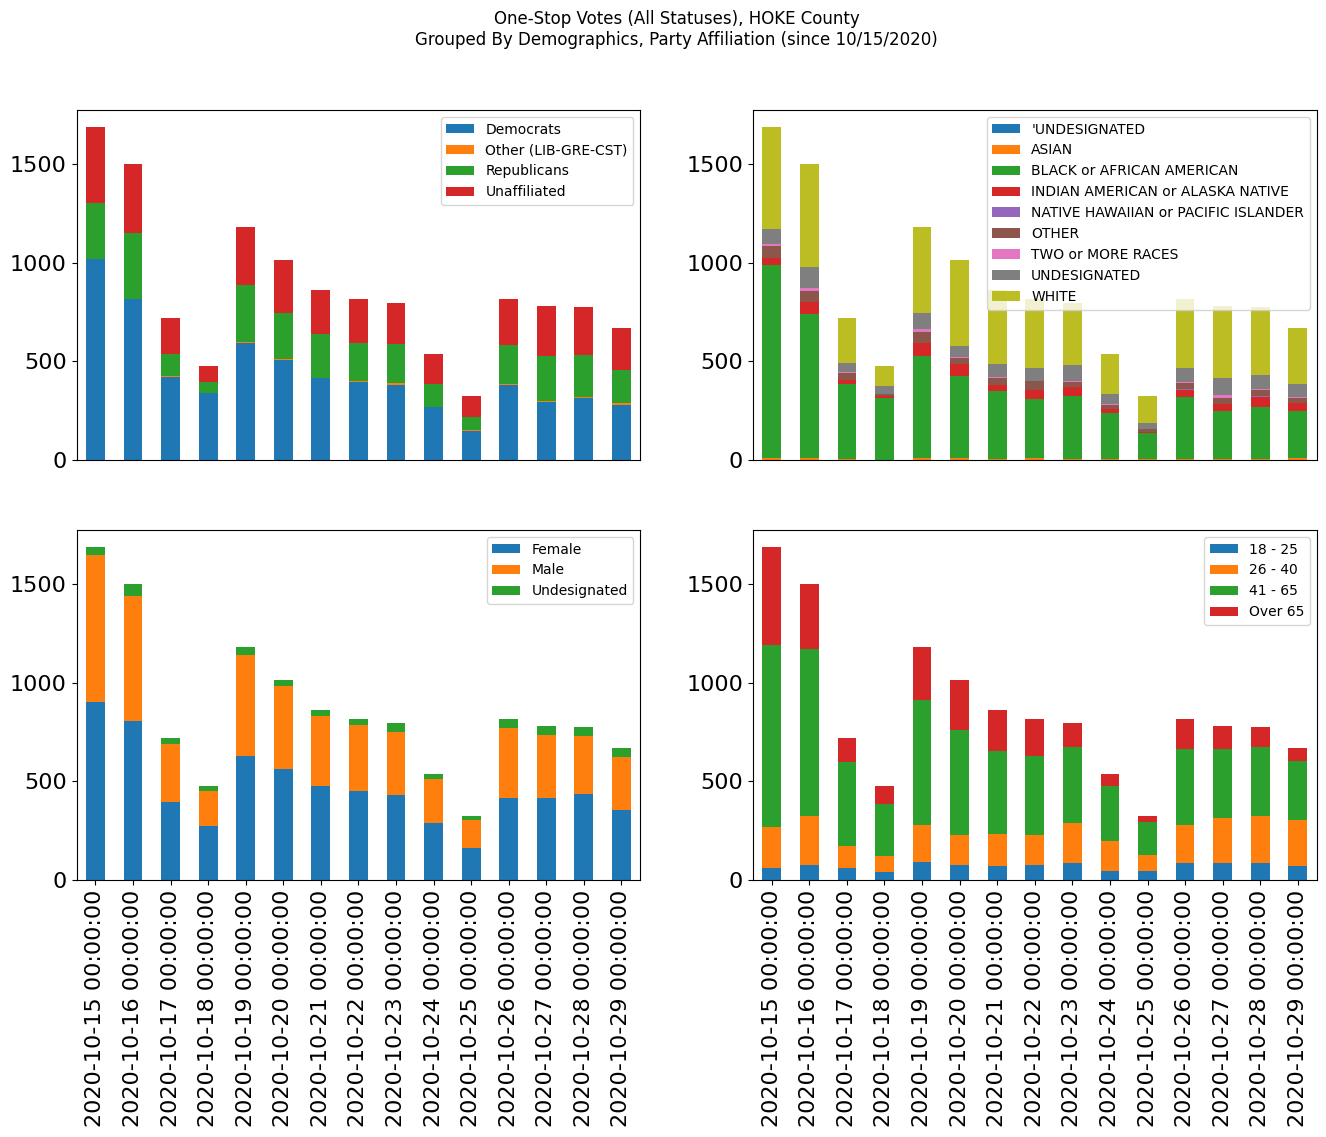 One-Stop Votes (All Statuses), HOKE County
Grouped By Demographics, Party Affiliation (since 10/15/2020)
1500
1000
500
0
Democrats
Other (LIB-GRE-CST)
Republicans
Unaffiliated
1500
1000
500
0
'UNDESIGNATED
ASIAN
BLACK or AFRICAN AMERICAN
INDIAN AMERICAN or ALASKA NATIVE
NATIVE HAWAIIAN or PACIFIC ISLANDER
OTHER
TWO or MORE RACES
UNDESIGNATED
WHITE
1500
1000
500
0
Female
Male
Undesignated
2020-10-15 00:00:00
2020-10-16 00:00:00
2020-10-17 00:00:00
2020-10-18 00:00:00
2020-10-19 00:00:00
2020-10-20 00:00:00
2020-10-21 00:00:00
2020-10-22 00:00:00
2020-10-23 00:00:00
2020-10-24 00:00:00
2020-10-25 00:00:00
2020-10-26 00:00:00
2020-10-27 00:00:00
2020-10-28 00:00:00
2020-10-29 00:00:00
1500
1000
500
0
18 - 25
26 - 40
41 - 65
Over 65
2020-10-15 00:00:00
2020-10-16 00:00:00
2020-10-17 00:00:00
2020-10-18 00:00:00
2020-10-19 00:00:00
2020-10-20 00:00:00
2020-10-21 00:00:00
2020-10-22 00:00:00
2020-10-23 00:00:00
2020-10-24 00:00:00
2020-10-25 00:00:00
2020-10-26 00:00:00
2020-10-27 00:00:00
2020-10-28 00:00:00
2020-10-29 00:00:00